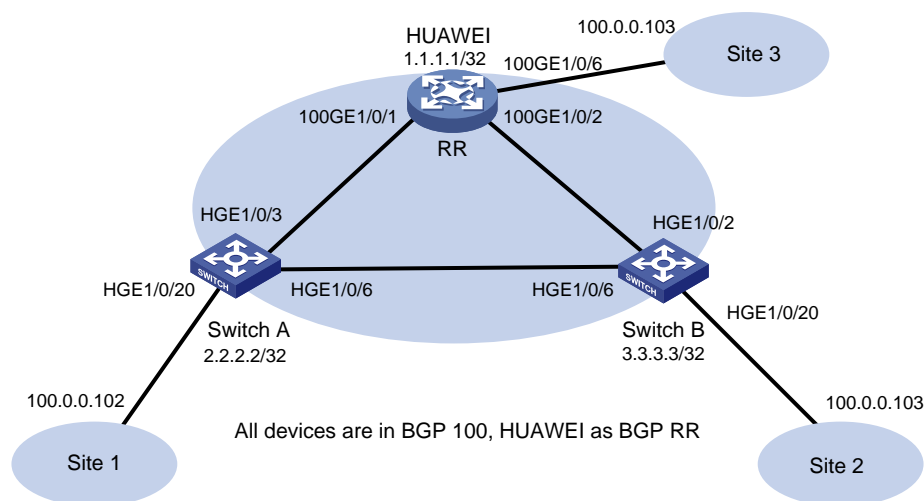 HUAWEI
1.1.1.1/32
100.0.0.103
Site 3
100GE1/0/6
100GE1/0/1
100GE1/0/2
RR
HGE1/0/3
HGE1/0/2
SWITCH
SWITCH
HGE1/0/20
HGE1/0/6
HGE1/0/6
HGE1/0/20
Switch A
2.2.2.2/32
Switch B
3.3.3.3/32
100.0.0.102
100.0.0.103
All devices are in BGP 100, HUAWEI as BGP RR
Site 1
Site 2